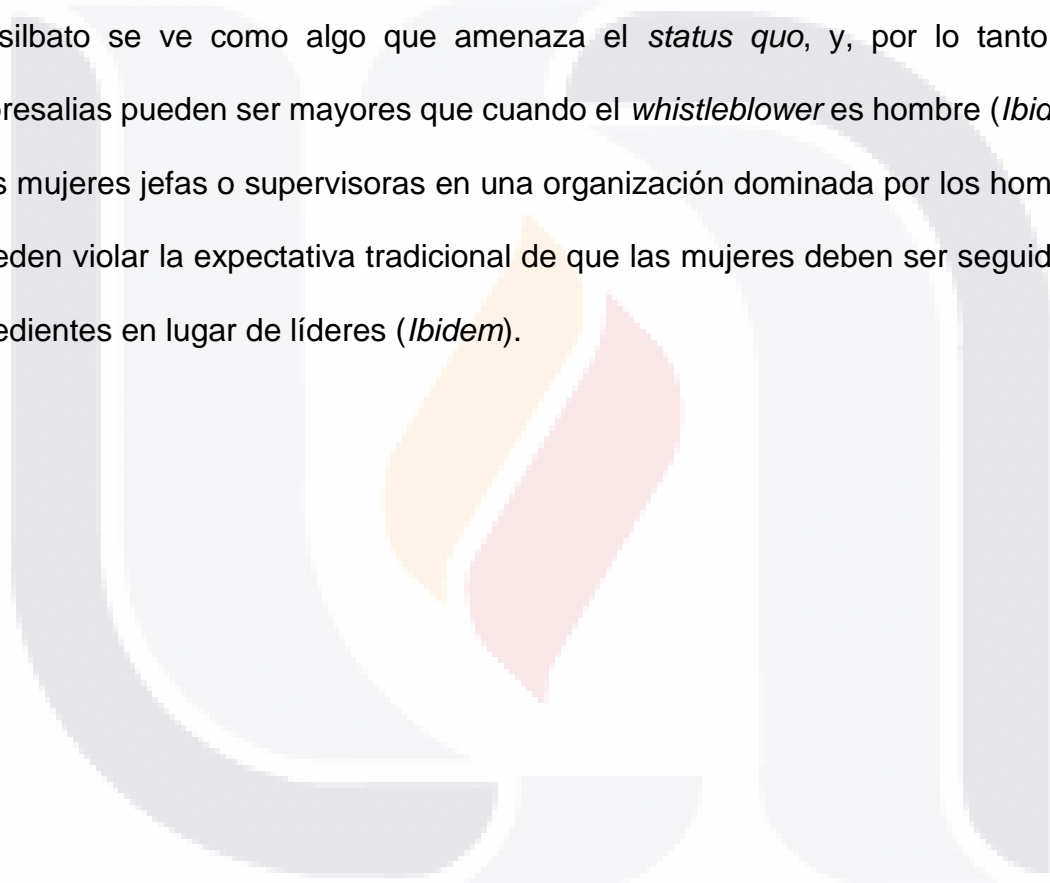 silbato se ve como algo que amenaza el status quo, y, por lo tanto
resalias pueden ser mayores que cuando el whistleblower es hombre (Ibid
s mujeres jefas o supervisoras en una organización dominada por los hom
eden violar la expectativa tradicional de que las mujeres deben ser seguid
edientes en lugar de líderes (Ibidem).